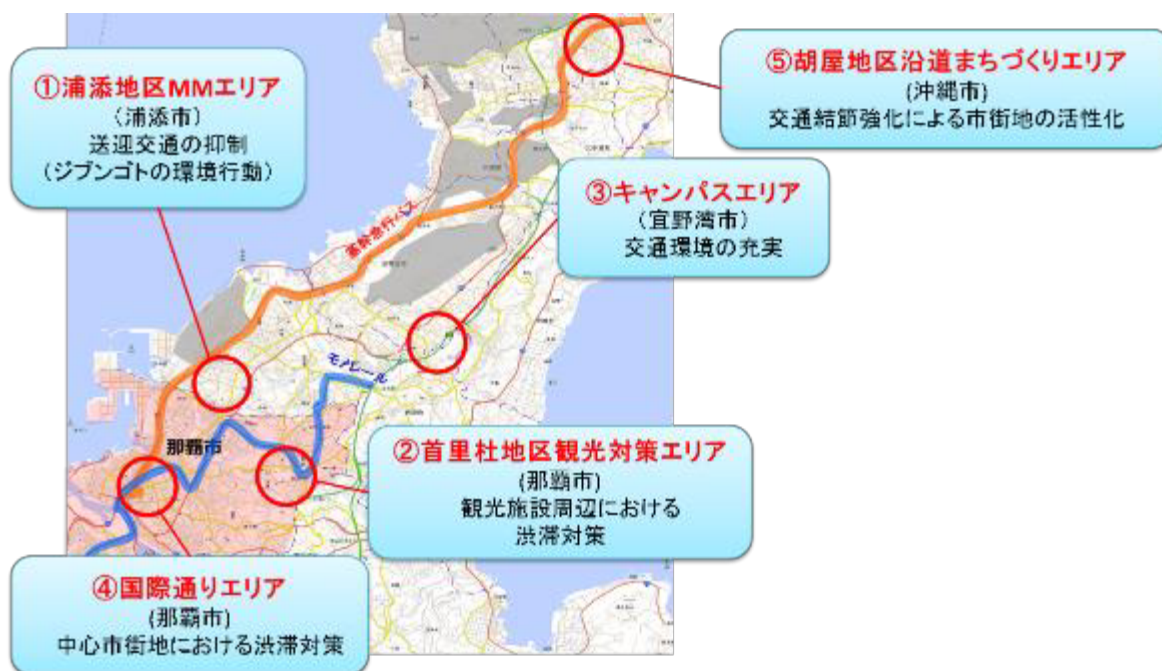 ①浦添地区MMエリア
(浦添市)
送迎交通の抑制
(ジブンゴトの環境行動)
⑤胡屋地区沿道まちづくりエリア
(沖縄市)
交通結節強化による市街地の活性化
③キャンパスエリア
(宜野湾市)
交通環境の充実
基幹急行バス
モノレール
那覇市
②首里杜地区観光対策エリア
(那覇市)
観光施設周辺における
渋滞対策
④国際通りエリア
(那覇市)
中心市街地における渋滞対策